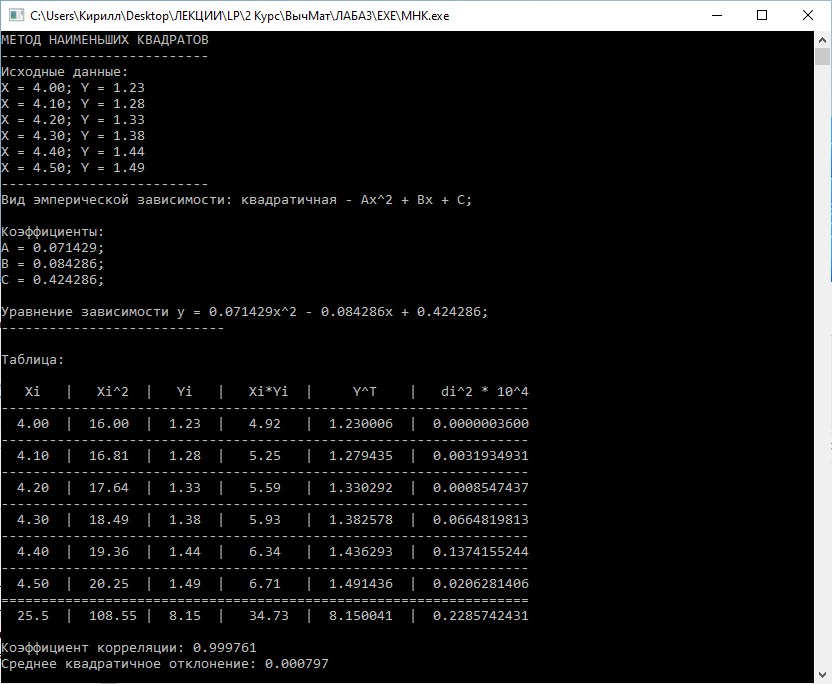 C:\Users\Кирилл\Desktop\ЛЕКЦИИ\LP\2 Курс\ВычМат\ЛАБА3\EXE\МНК.exe
МЕТОД НАИМЕНЬШИХ КВАДРАТОВ
--------------------------
Исходные данные:
X = 4.00; Y = 1.23
X = 4.10; Y = 1.28
X = 4.20; Y = 1.33
X = 4.30; Y = 1.38
X = 4.40; Y = 1.44
X = 4.50; Y = 1.49
--------------------------
Вид эмперической зависимости: квадратичная - Ax^2 + Bx + C;
Коэффициенты:
A = 0.071429;
B = 0.084286;
C = 0.424286;
Уравнение зависимости y = 0.071429x^2 - 0.084286x + 0.424286;
----------------------------
Таблица:
Xi | Xi^2 | Yi | Xi*Yi | Y^T | di^2 * 10^4
------------------------------------------------------------------
4.00 | 16.00 | 1.23 | 4.92 | 1.230006 | 0.0000003600
------------------------------------------------------------------
4.10 | 16.81 | 1.28 | 5.25 | 1.279435 | 0.0031934931
------------------------------------------------------------------
4.20 | 17.64 | 1.33 | 5.59 | 1.330292 | 0.0008547437
------------------------------------------------------------------
4.30 | 18.49 | 1.38 | 5.93 | 1.382578 | 0.0664819813
------------------------------------------------------------------
4.40 | 19.36 | 1.44 | 6.34 | 1.436293 | 0.1374155244
------------------------------------------------------------------
4.50 | 20.25 | 1.49 | 6.71 | 1.491436 | 0.0206281406
==================================================================
25.5 | 108.55 | 8.15 | 34.73 | 8.150041 | 0.2285742431
Коэффициент корреляции: 0.999761
Среднее квадратичное отклонение: 0.000797